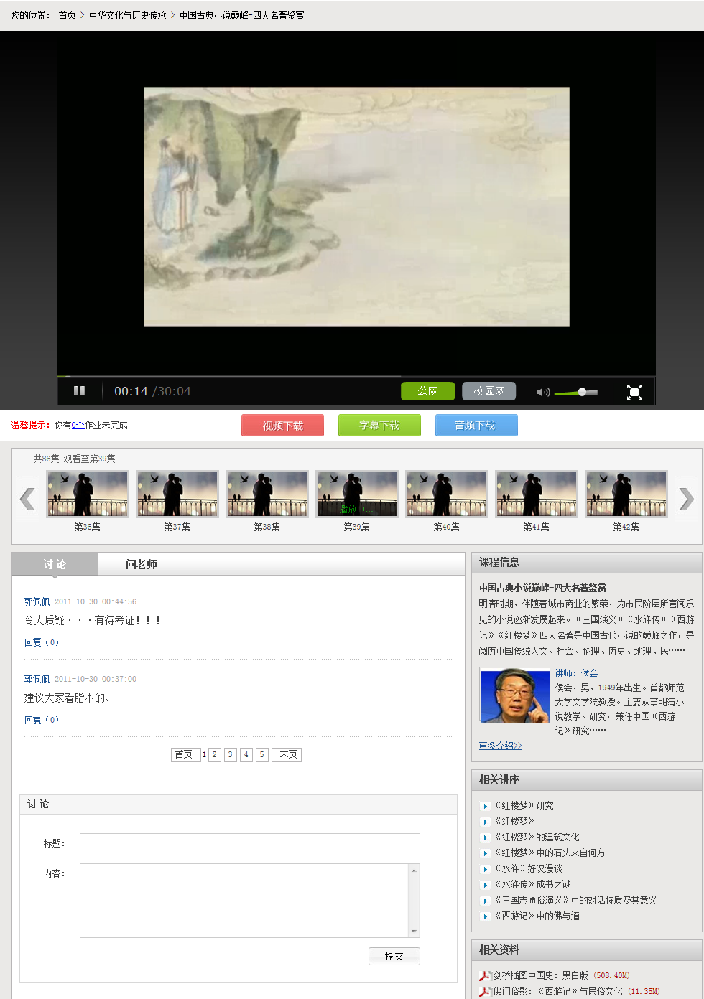 您的位置： 首页 > 中华文化与历史传承 > 中国古典小说巅峰-四大名著鉴赏
00:14 /30:04 公网 校园网
温馨提示：你有0个作业未完成 视频下载 字幕下载 音频下载
共86集 观看至第39集
播放中...
第36集 第37集 第38集 第39集 第40集 第41集 第42集
讨 论 问老师
郭佩佩 2011-10-30 00:44:56
令人质疑···有待考证！！！
回复（0）
郭佩佩 2011-10-30 00:37:00
建议大家看脂本的、
回复（0）
首页 1 2 3 4 5 末页
讨 论
标题：
内容：
提交
课程信息
中国古典小说巅峰-四大名著鉴赏
明清时期，伴随着城市商业的繁荣，为市民阶层所喜闻乐
见的小说逐渐发展起来。《三国演义》《水浒传》《西游
记》《红楼梦》四大名著是中国古代小说的巅峰之作，是
阅历中国传统人文、社会、伦理、历史、地理、民……
讲师：侯会
侯会，男，1949年出生。首都师范
大学文学院教授。主要从事明清小
说教学、研究。兼任中国《西游
记》研究……
更多介绍>>
相关讲座
《红楼梦》研究
《红楼梦》
《红楼梦》的建筑文化
《红楼梦》中的石头来自何方
《水浒》好汉漫谈
《水浒传》成书之谜
《三国志通俗演义》中的对话特质及其意义
《西游记》中的佛与道
相关资料
剑桥插图中国史：黑白版（508.40M）
佛门俗影：《西游记》与民俗文化（11.35M）